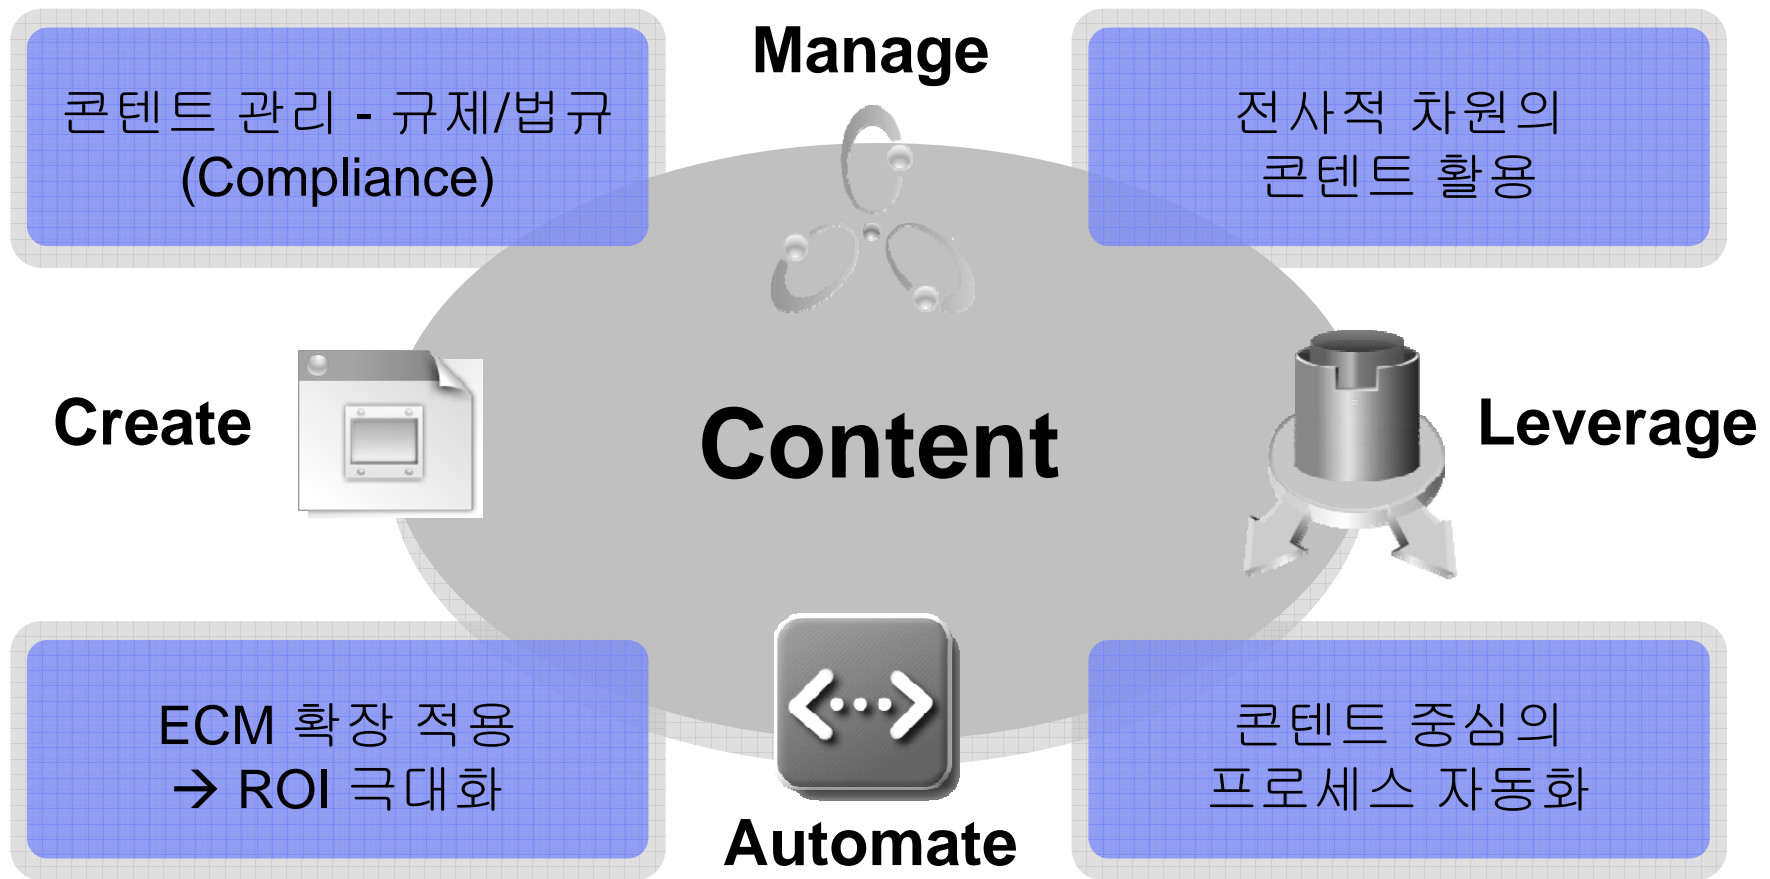 Manage
콘텐트 관리 - 규제/법규
(Compliance)
전사적 차원의
콘텐트 활용
Create
Content
Leverage
ECM 확장 적용
→ ROI 극대화
콘텐트 중심의
프로세스 자동화
Automate